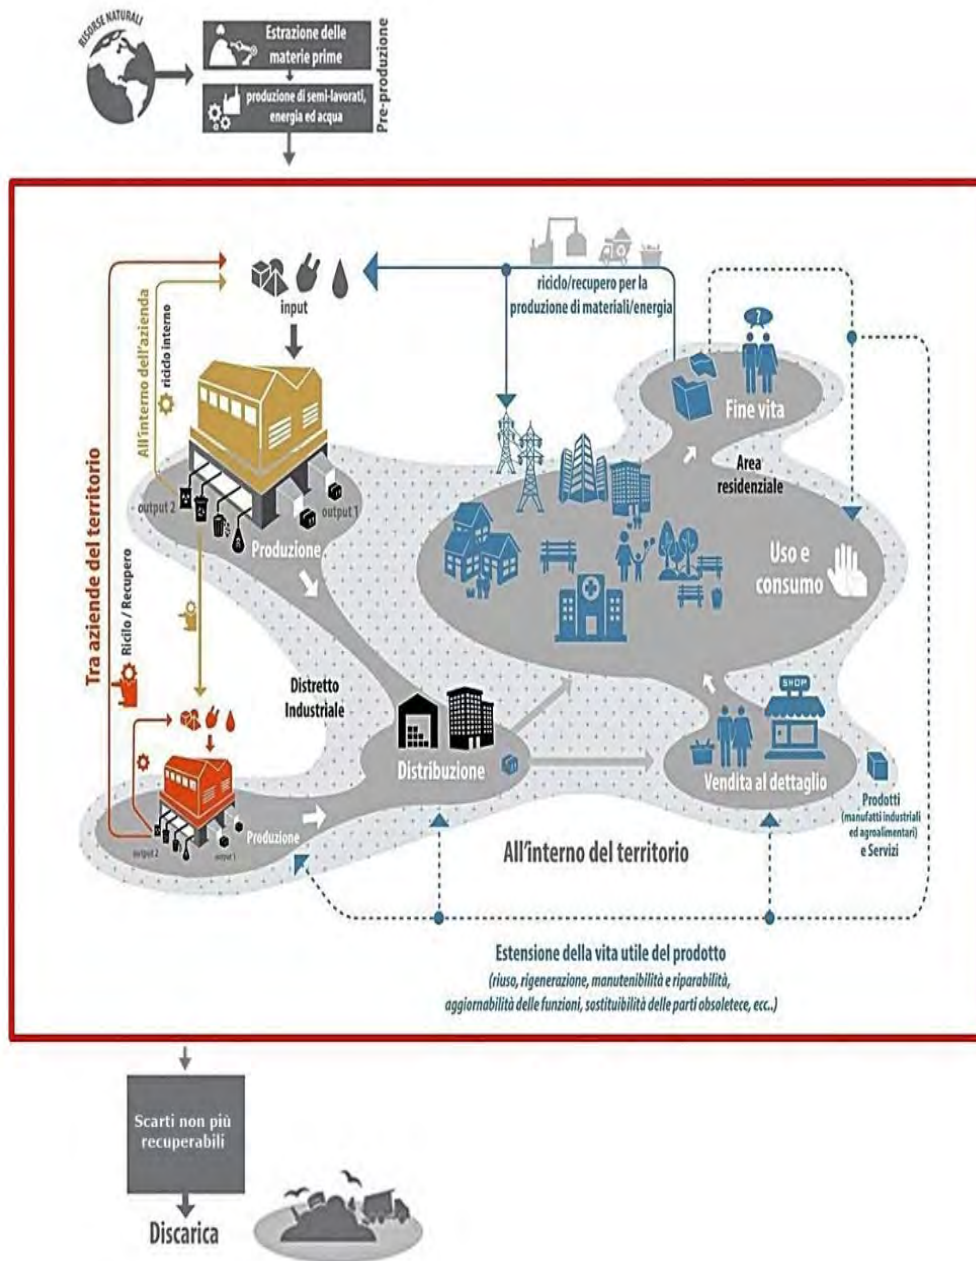 RISORSE NATURALI
Estrazione delle
materie prime
produzione di semi-lavorati,
energia ed acqua
Pre-produzione
input
riciclo/recupero per la
produzione di materiali/energia
Tra aziende del territorio
Ricilo / Recupero
All'interno dell'azienda
riciclo interno
?
Fine vita
Area
residenziale
output 2
output 1
Produzione
Uso e
consumo
Distretto
Industriale
SHOP
Distribuzione
Vendita al dettaglio
Prodotti
(manufatti industriali
ed agroalimentari)
e Servizi
output 2
output 1
Produzione
All'interno del territorio
Estensione della vita utile del prodotto
(riuso, rigenerazione, manutenibilità e riparabilità,
aggiornabilità delle funzioni, sostituibilità delle parti obsoletece, ecc..)
Scarti non più
recuperabili
Discarica